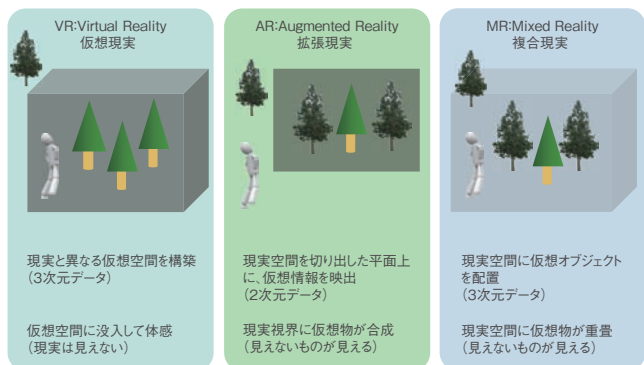 VR:Virtual Reality
仮想現実
現実と異なる仮想空間を構築
(3次元データ)
仮想空間に没入して体感
(現実は見えない)
AR:Augmented Reality
拡張現実
現実空間を切り出した平面上
に、仮想情報を映出
(2次元データ)
現実視界に仮想物が合成
(見えないものが見える)
MR:Mixed Reality
複合現実
現実空間に仮想オブジェクト
を配置
(3次元データ)
現実空間に仮想物が重畳
(見えないものが見える)